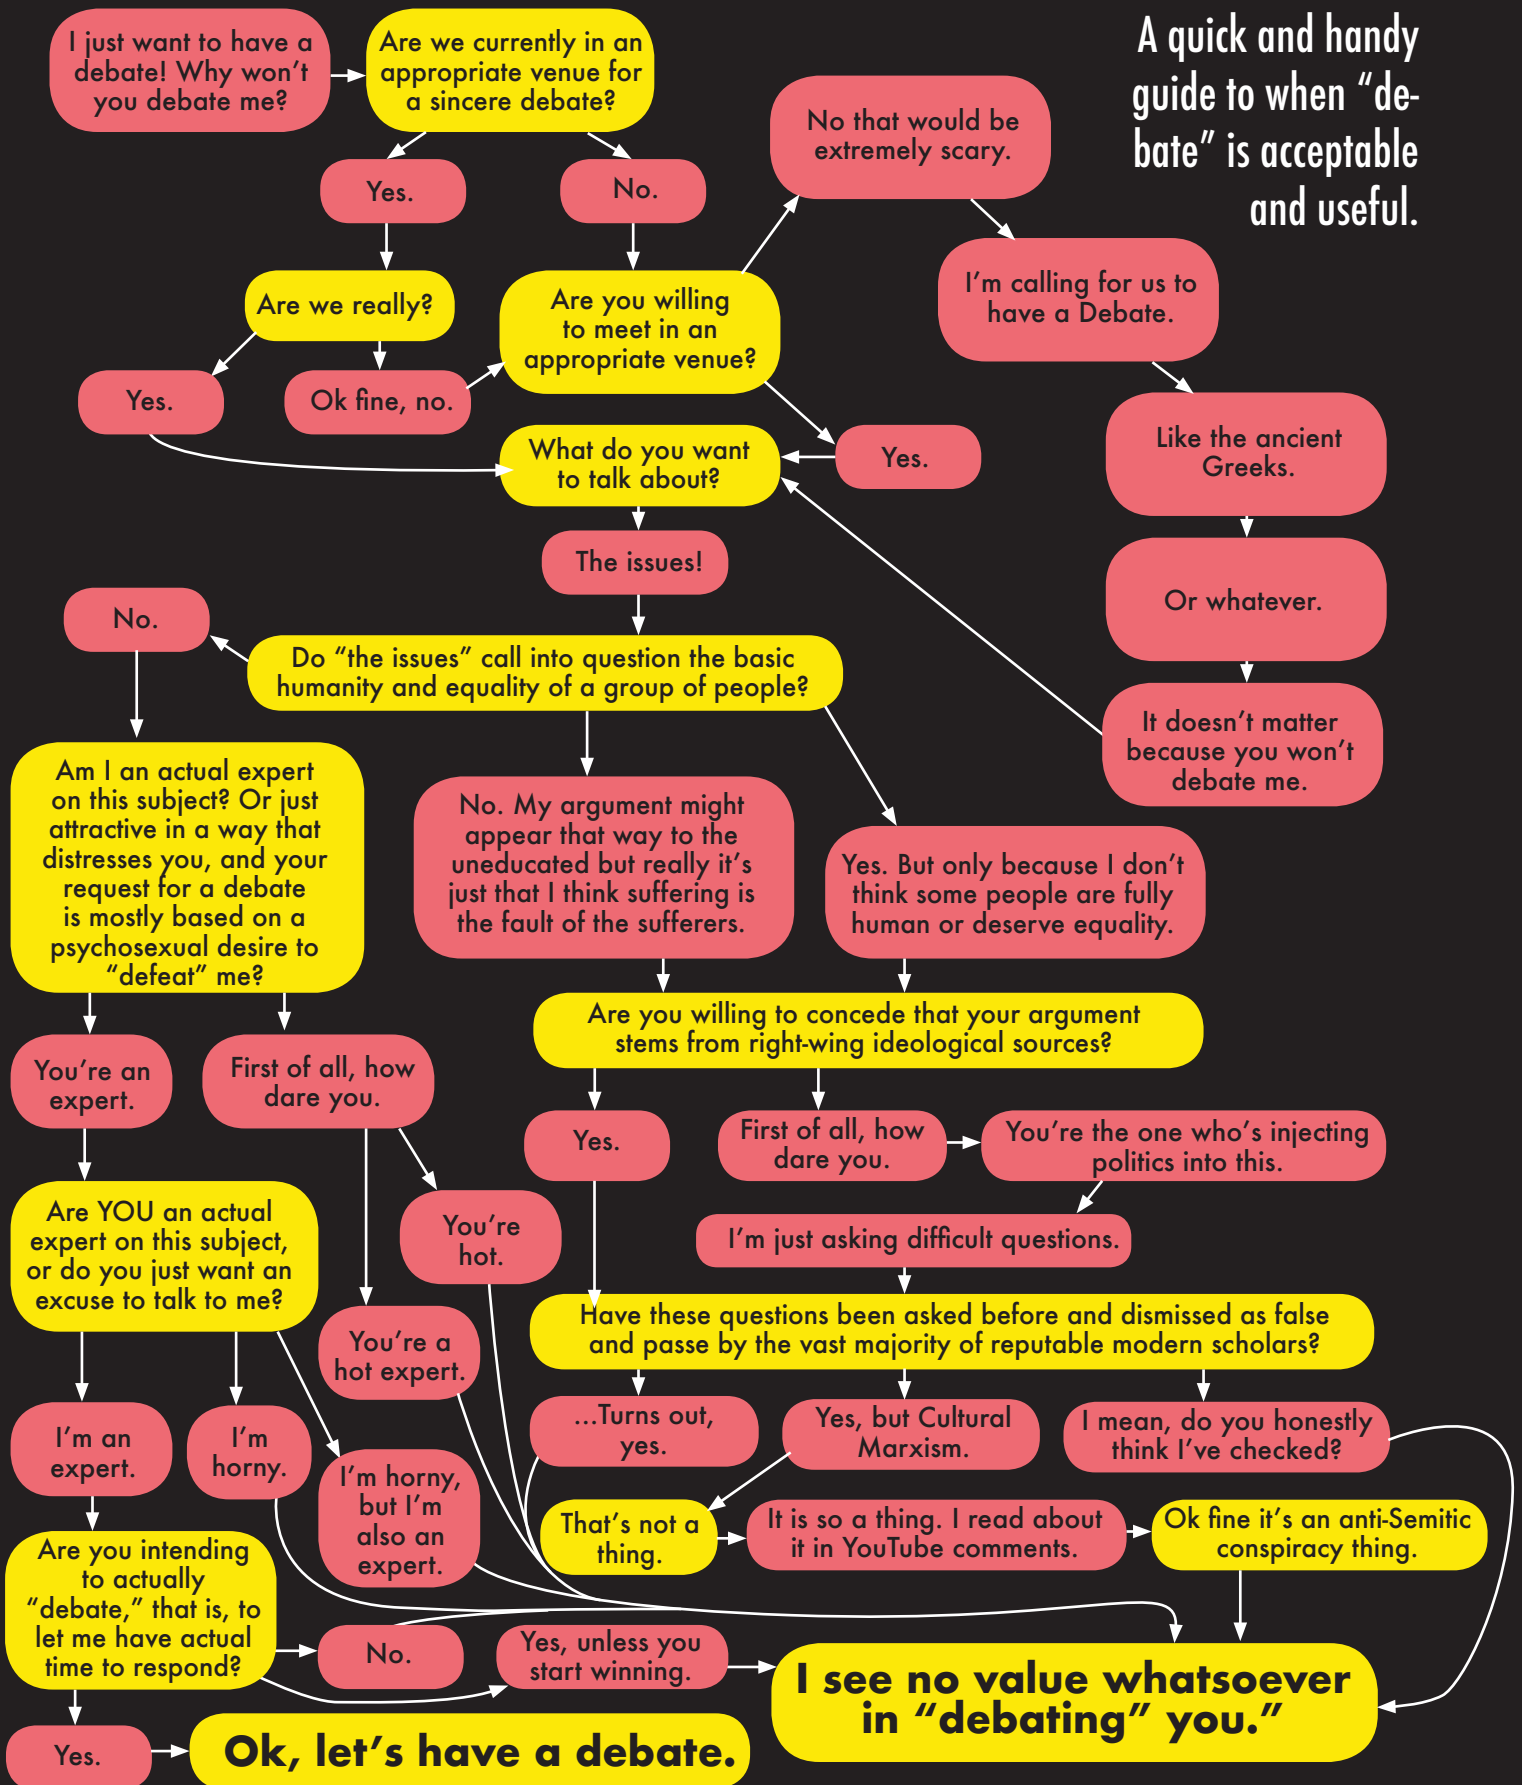 A quick and handy
guide to when “de-
bate” is acceptable
and useful.
I just want to have a
debate! Why won’t
you debate me?
Are we currently in an
appropriate venue for
a sincere debate?
Yes.
No.
No that would be
extremely scary.
I’m calling for us to
have a Debate.
Are we really?
Are you willing
to meet in an
appropriate venue?
Yes.
Ok fine, no.
Like the ancient
Greeks.
What do you want
to talk about?
Yes.
The issues!
Or whatever.
No.
Do “the issues” call into question the basic
humanity and equality of a group of people?
It doesn’t matter
because you won’t
debate me.
Am I an actual expert
on this subject? Or just
attractive in a way that
distresses you, and your
request for a debate
is mostly based on a
psychosexual desire to
“defeat” me?
No. My argument might
appear that way to the
uneducated but really it’s
just that I think suffering is
the fault of the sufferers.
Yes. But only because I don’t
think some people are fully
human or deserve equality.
Are you willing to concede that your argument
stems from right-wing ideological sources?
You’re an
expert.
First of all, how
dare you.
Yes.
First of all, how
dare you.
You’re the one who’s injecting
politics into this.
Are YOU an actual
expert on this subject,
or do you just want an
excuse to talk to me?
You’re
hot.
I’m just asking difficult questions.
You’re a
hot expert.
Have these questions been asked before and dismissed as false
and passe by the vast majority of reputable modern scholars?
I’m an
expert.
I’m
horny.
I’m horny,
but I’m
also an
expert.
...Turns out,
yes.
Yes, but Cultural
Marxism.
I mean, do you honestly
think I’ve checked?
That’s not a
thing.
It is so a thing. I read about
it in YouTube comments.
Ok fine it’s an anti-Semitic
conspiracy thing.
Are you intending
to actually
“debate,” that is, to
let me have actual
time to respond?
No.
Yes, unless you
start winning.
I see no value whatsoever
in “debating” you.”
Yes.
Ok, let’s have a debate.